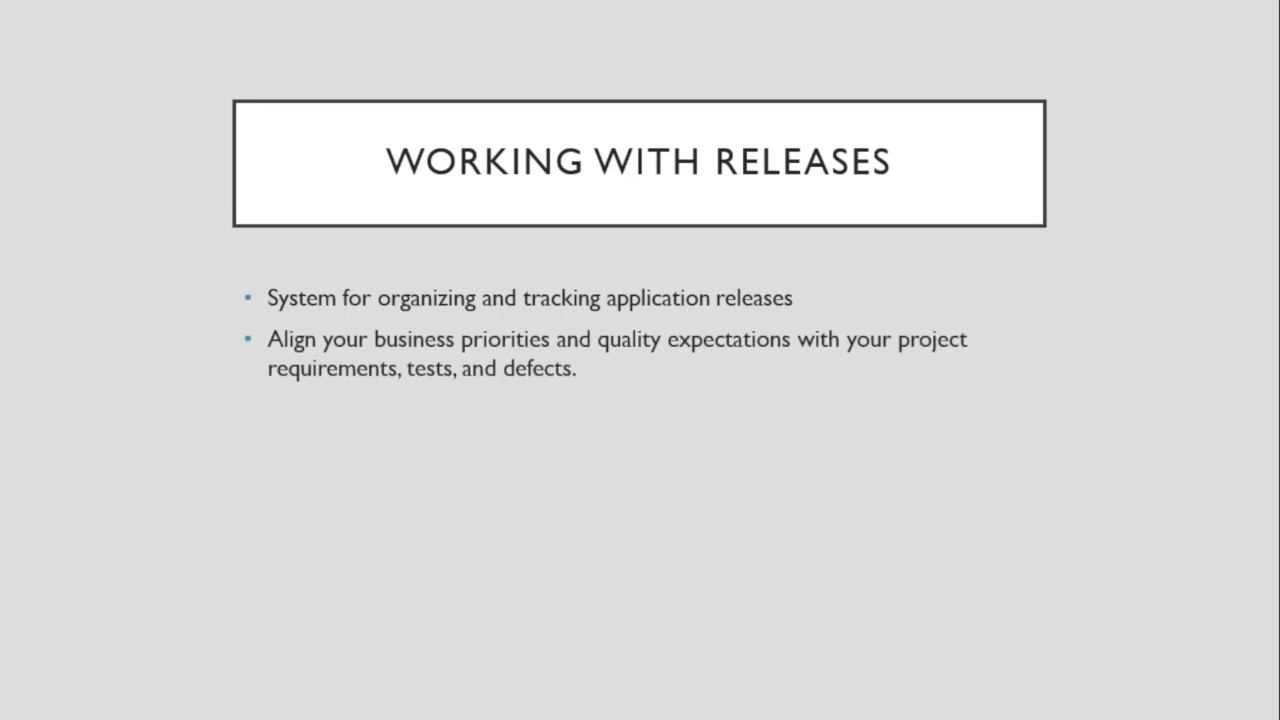 WORKING WITH RELEASES
• System for organizing and tracking application releases
• Align your business priorities and quality expectations with your project
requirements, tests, and defects.